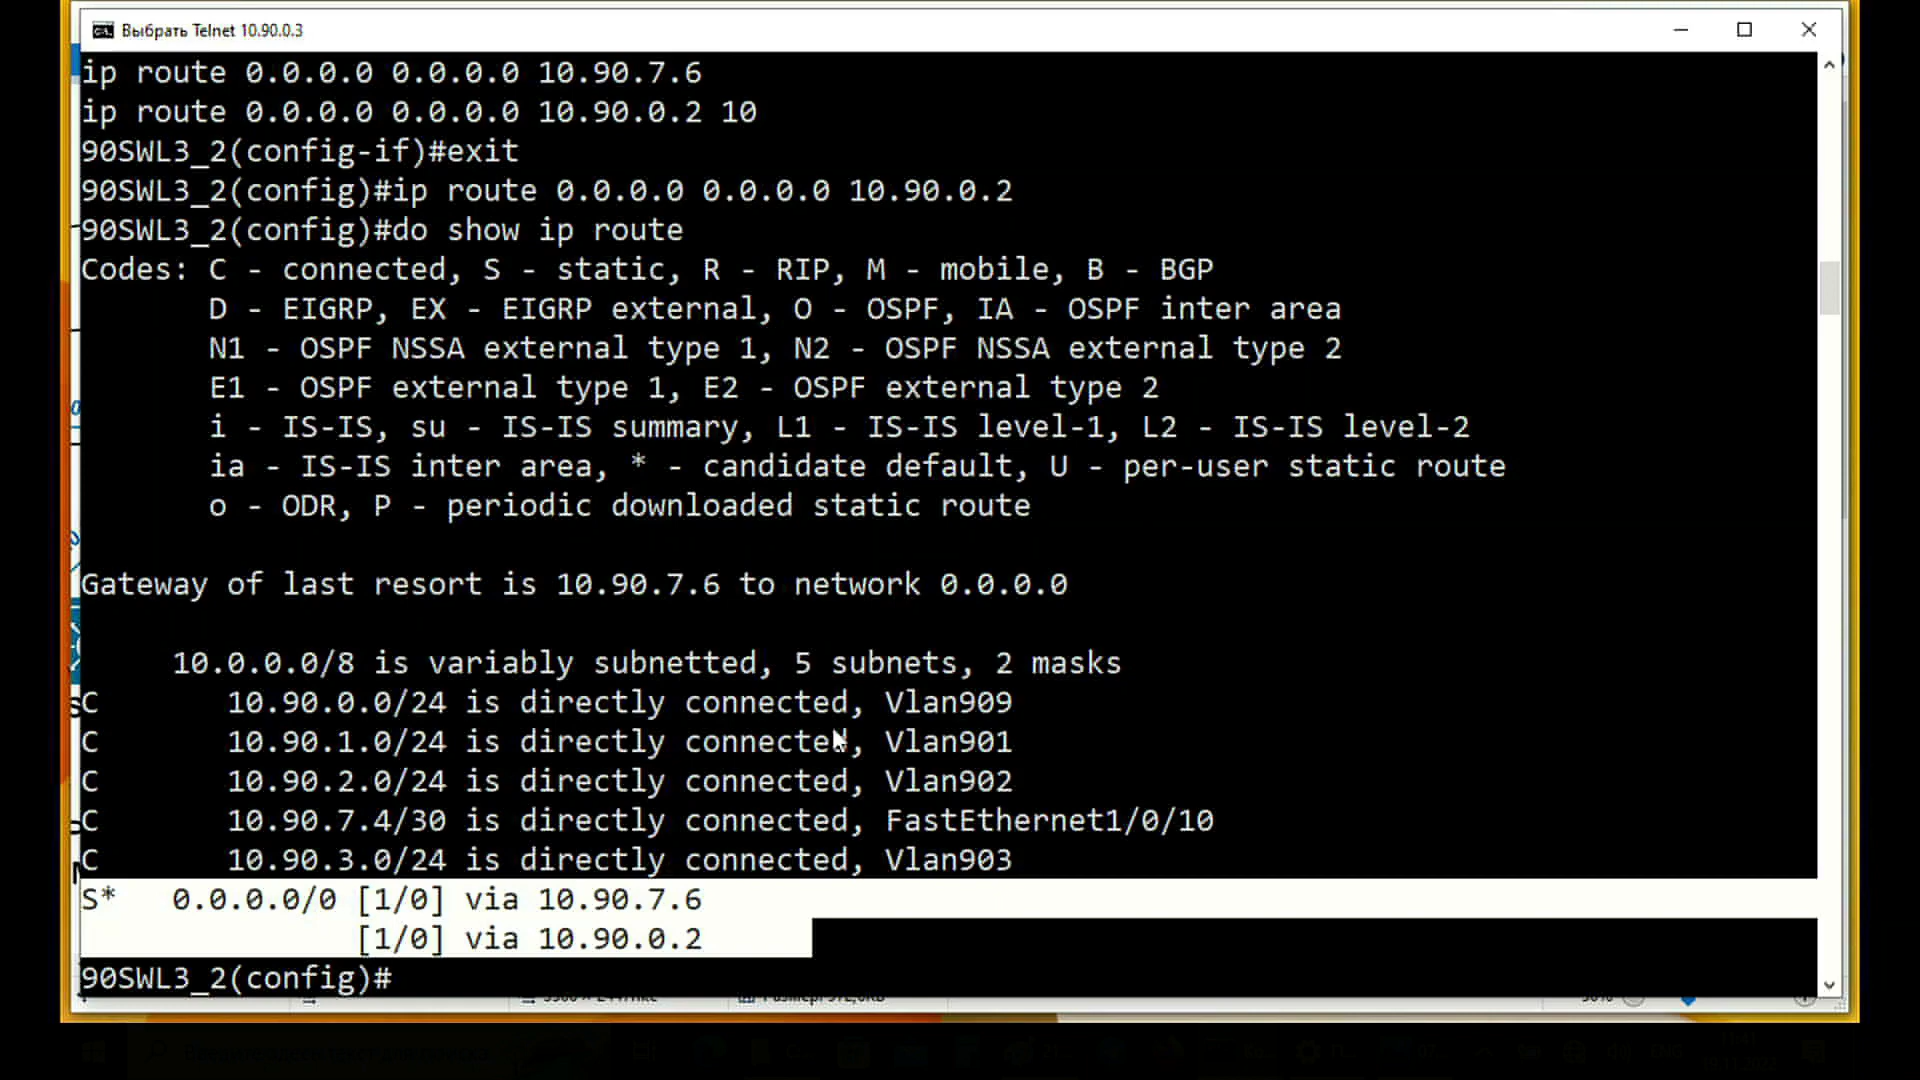 Выбрать Telnet 10.90.0.3
ip route 0.0.0.0 0.0.0.0 10.90.7.6
ip route 0.0.0.0 0.0.0.0 10.90.0.2 10
90SWL3_2(config-if)#exit
90SWL3_2(config)#ip route 0.0.0.0 0.0.0.0 10.90.0.2
90SWL3_2(config)#do show ip route
Codes: C - connected, S - static, R - RIP, M - mobile, B - BGP
D - EIGRP, EX - EIGRP external, O - OSPF, IA - OSPF inter area
N1 - OSPF NSSA external type 1, N2 - OSPF NSSA external type 2
E1 - OSPF external type 1, E2 - OSPF external type 2
i - IS-IS, su - IS-IS summary, L1 - IS-IS level-1, L2 - IS-IS level-2
ia - IS-IS inter area, * - candidate default, U - per-user static route
o - ODR, P - periodic downloaded static route
Gateway of last resort is 10.90.7.6 to network 0.0.0.0
10.0.0.0/8 is variably subnetted, 5 subnets, 2 masks
C 10.90.0.0/24 is directly connected, Vlan909
C 10.90.1.0/24 is directly connected, Vlan901
C 10.90.2.0/24 is directly connected, Vlan902
C 10.90.7.4/30 is directly connected, FastEthernet1/0/10
C 10.90.3.0/24 is directly connected, Vlan903
S* 0.0.0.0/0 [1/0] via 10.90.7.6
[1/0] via 10.90.0.2
90SWL3_2(config)#